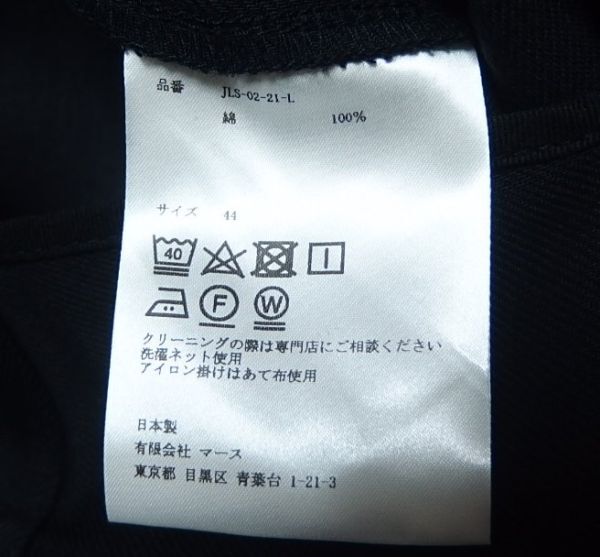 品番 JLS-02-21-L
綿 100%
サイズ 44
40
F W
クリーニングの際は専門店にご相談ください
洗濯ネット使用
アイロン掛けはあて布使用
日本製
有限会社 マース
東京都 目黒区 青葉台 1-21-3